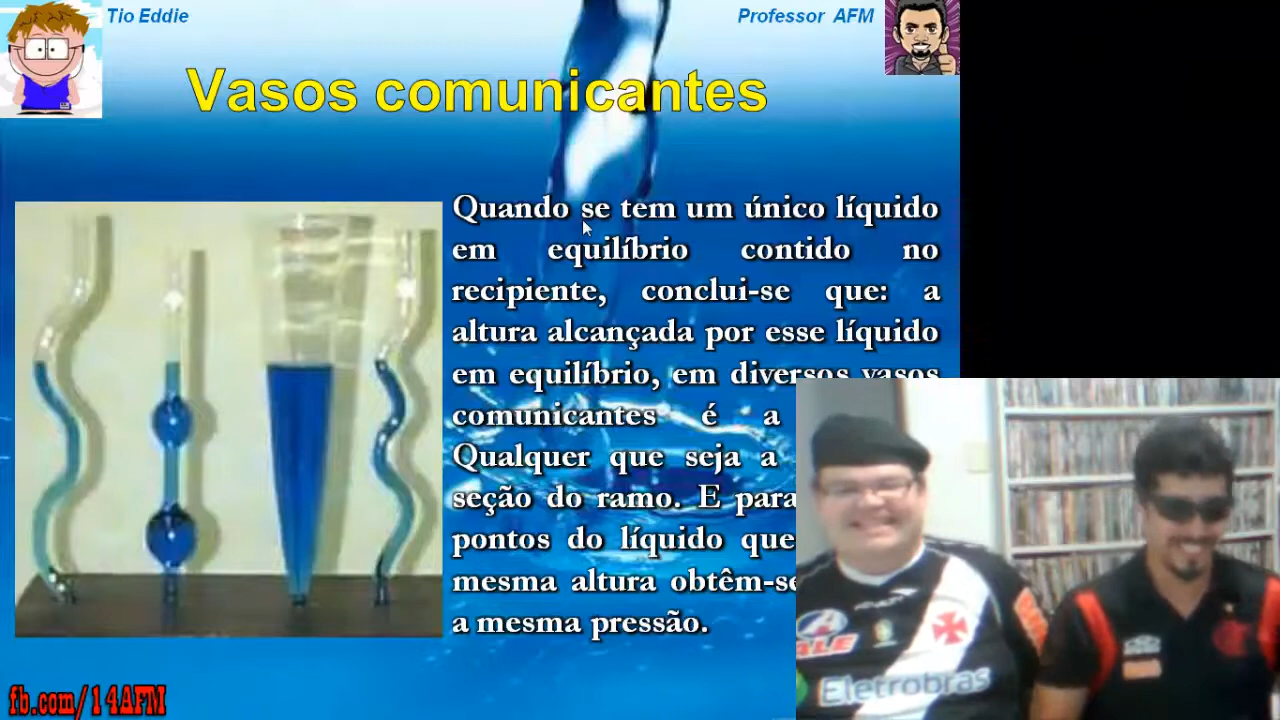 Tio Eddie
Professor AFM
Vasos comunicantes
Quando se tem um único líquido
em equilíbrio contido no
recipiente, conclui-se que: a
altura alcançada por esse líquido
em equilíbrio, em diversos vasos
comunicantes é a
Qualquer que seja a
seção do ramo. E para
pontos do líquido que
mesma altura obtêm-se
a mesma pressão.
Eletrobras
fb.com/14AFM